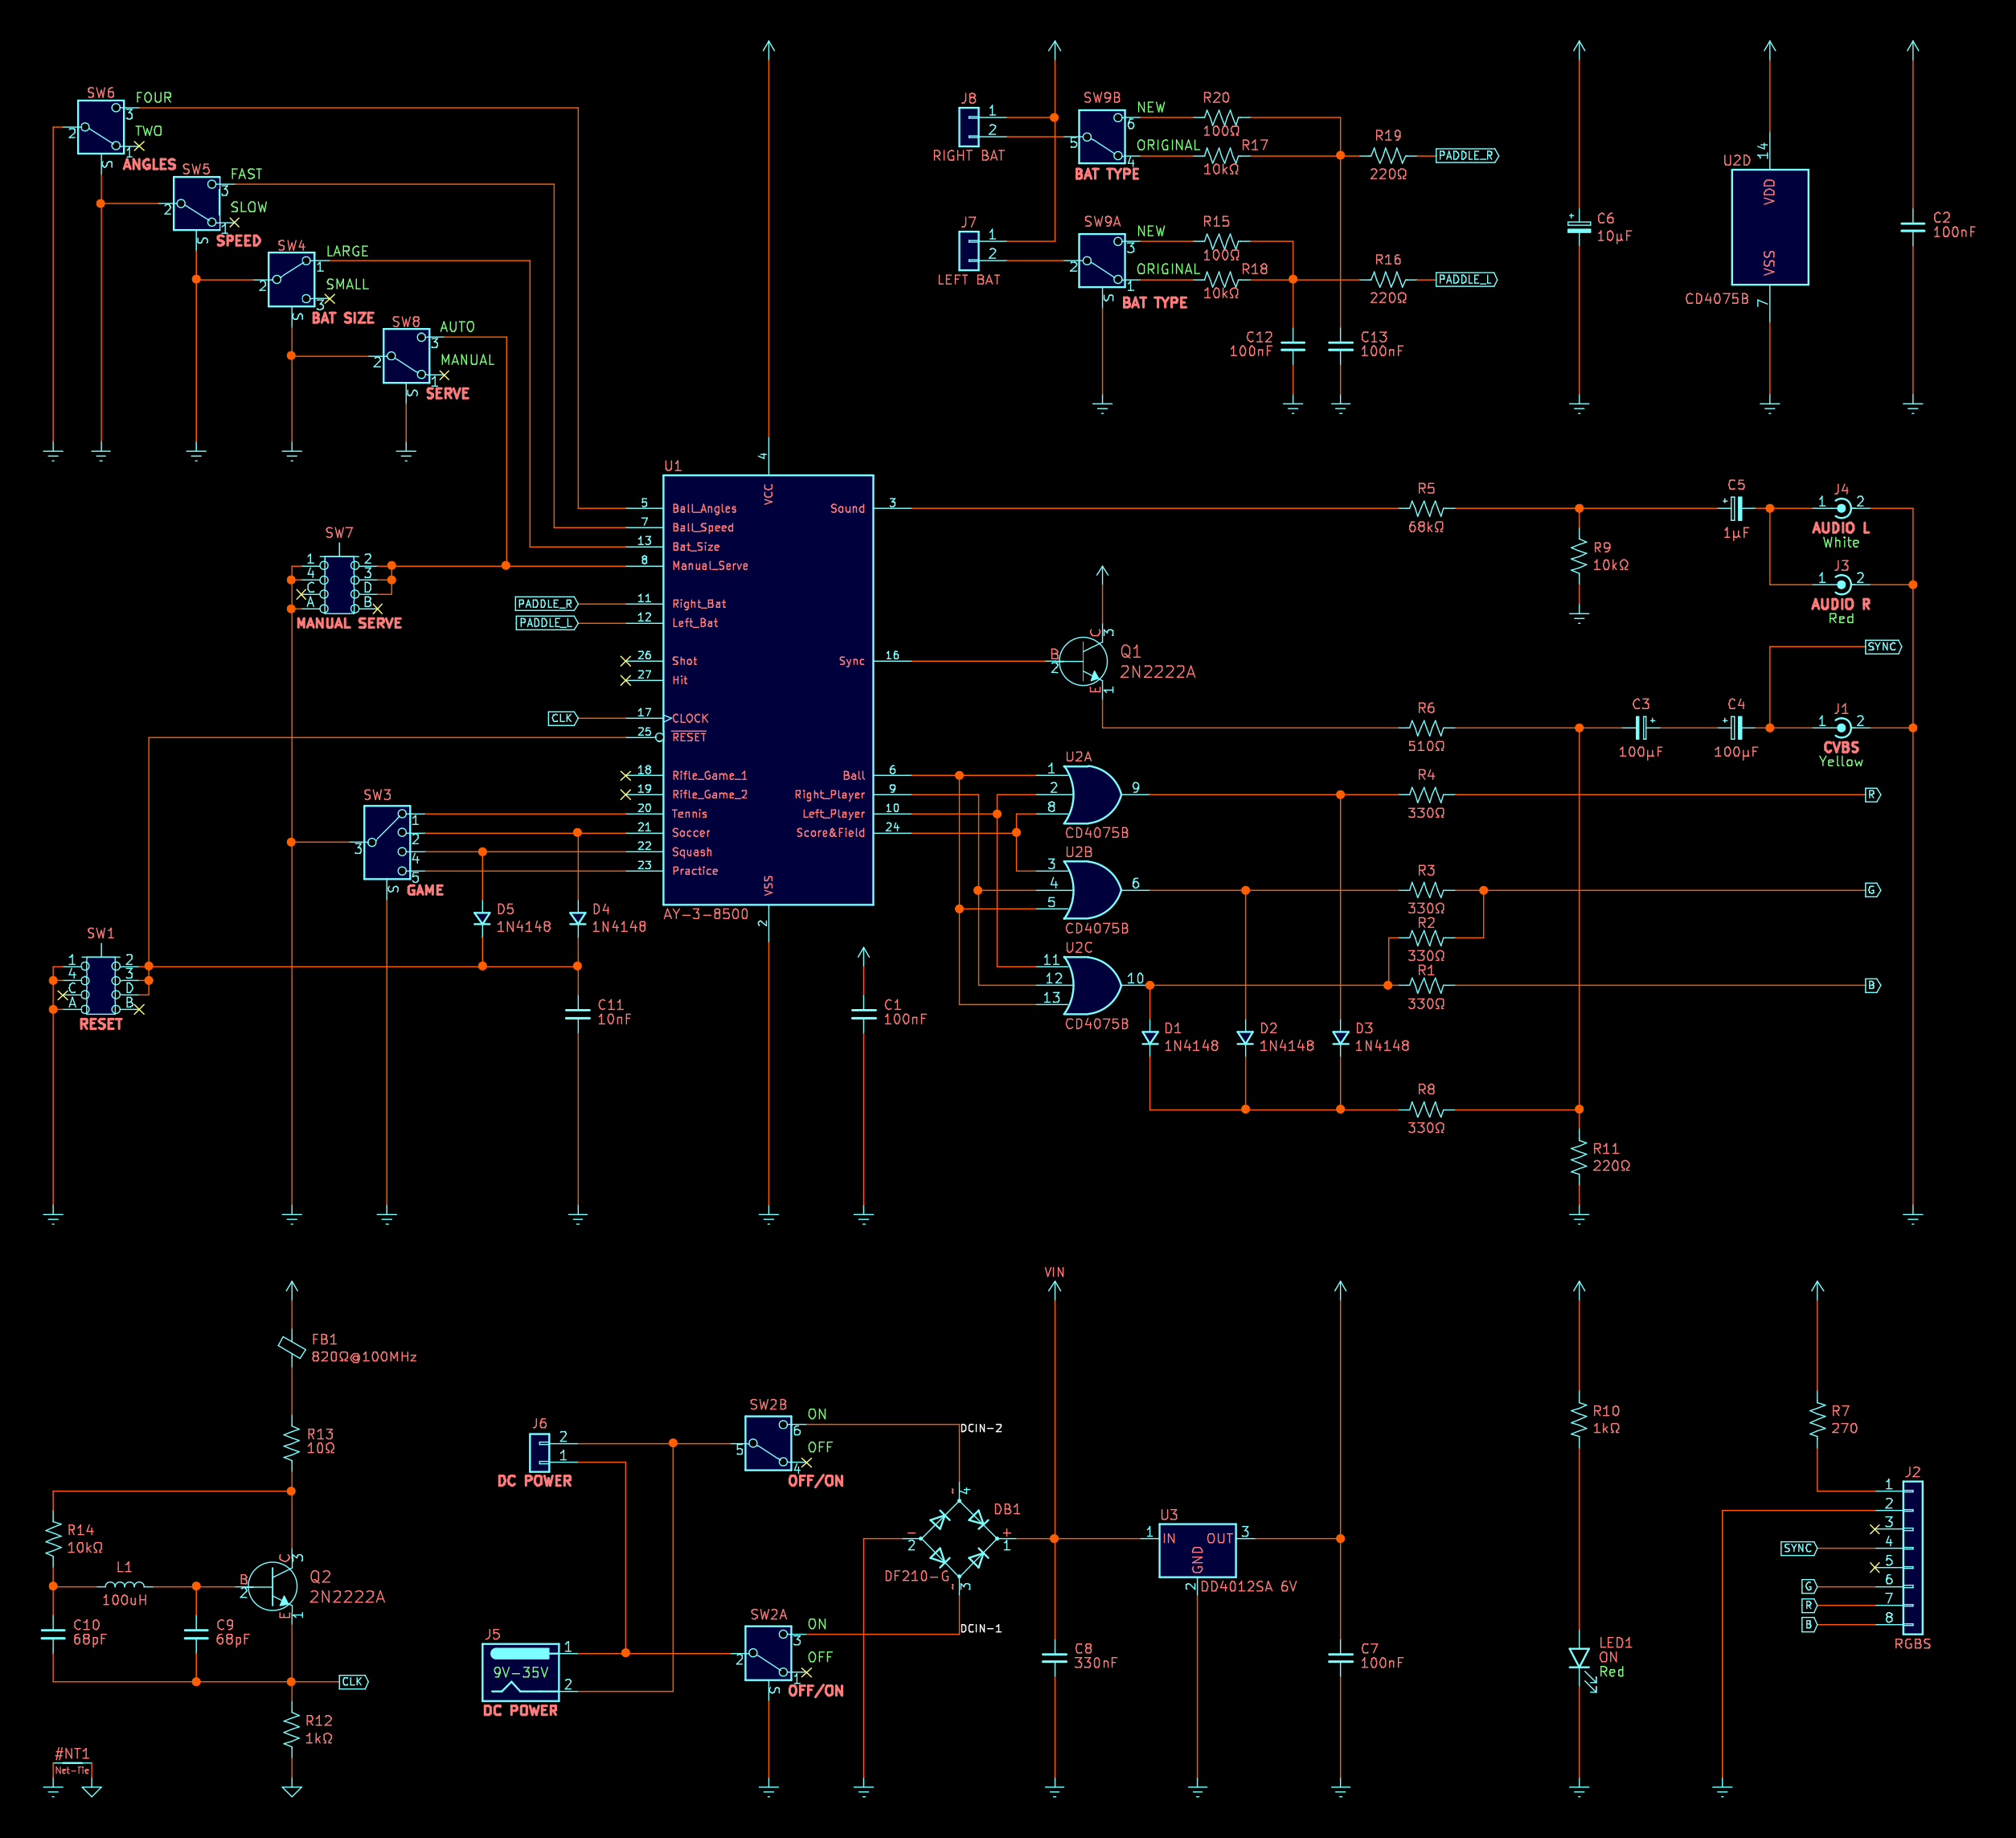 SW6
FOUR
3
2
TWO
1
S
ANGLES
SW5
FAST
3
2
SLOW
1
S
SPEED
SW4
LARGE
1
2
SMALL
3
S
BAT SIZE
SW8
AUTO
3
2
MANUAL
1
S
SERVE
J8
1
2
RIGHT BAT
SW9B
NEW
6
5
ORIGINAL
4
BAT TYPE
R20
100Ω
R17
10kΩ
R19
220Ω
PADDLE_R
J7
1
2
LEFT BAT
SW9A
NEW
3
2
ORIGINAL
1
S
BAT TYPE
R15
100Ω
R18
10kΩ
R16
220Ω
PADDLE_L
C12
100nF
C13
100nF
C6
10µF
U2D
14
VDD
VSS
7
CD4075B
C2
100nF
U1
4
VCC
5 Ball_Angles
7 Ball_Speed
13 Bat_Size
8 Manual_Serve
11 Right_Bat
12 Left_Bat
26 Shot
27 Hit
17 CLOCK
25 RESET
18 Rifle_Game_1
19 Rifle_Game_2
20 Tennis
21 Soccer
22 Squash
23 Practice
Sound 3
Sync 16
Ball 6
Right_Player 9
Left_Player 10
Score&Field 24
VSS
2
AY-3-8500
PADDLE_R
PADDLE_L
CLK
SW7
1 2
4 3
C D
A B
MANUAL SERVE
SW3
1
2
3
4
5
S
GAME
D5
1N4148
D4
1N4148
SW1
1 2
4 3
C D
A B
RESET
C11
10nF
C1
100nF
R5
68kΩ
R9
10kΩ
C5
1µF
J4
1 2
AUDIO L
White
J3
1 2
AUDIO R
Red
SYNC
Q1
2N2222A
C
3
B
2
E
1
R6
510Ω
C3
100µF
C4
100µF
J1
1 2
CVBS
Yellow
U2A
1
2
8
9
CD4075B
R4
330Ω
R
U2B
3
4
5
6
CD4075B
R3
330Ω
G
R2
330Ω
U2C
11
12
13
10
CD4075B
R1
330Ω
B
D1
1N4148
D2
1N4148
D3
1N4148
R8
330Ω
R11
220Ω
FB1
820Ω@100MHz
R13
10Ω
R14
10kΩ
L1
100uH
C10
68pF
C9
68pF
Q2
2N2222A
C
3
B
2
E
1
CLK
R12
1kΩ
#NT1
Net-Tie
J6
2
1
DC POWER
J5
1
9V-35V
2
DC POWER
SW2B
ON
6
5
OFF
4
OFF/ON
SW2A
ON
3
2
OFF
1
S
OFF/ON
DCIN-2
DCIN-1
DB1
4
-
2
+
1
3
DF210-G
VIN
U3
1 IN
OUT 3
GND
2
DD4012SA 6V
C8
330nF
C7
100nF
R10
1kΩ
LED1
ON
Red
R7
270
J2
1
2
3
4
5
6
7
8
RGBS
SYNC
G
R
B